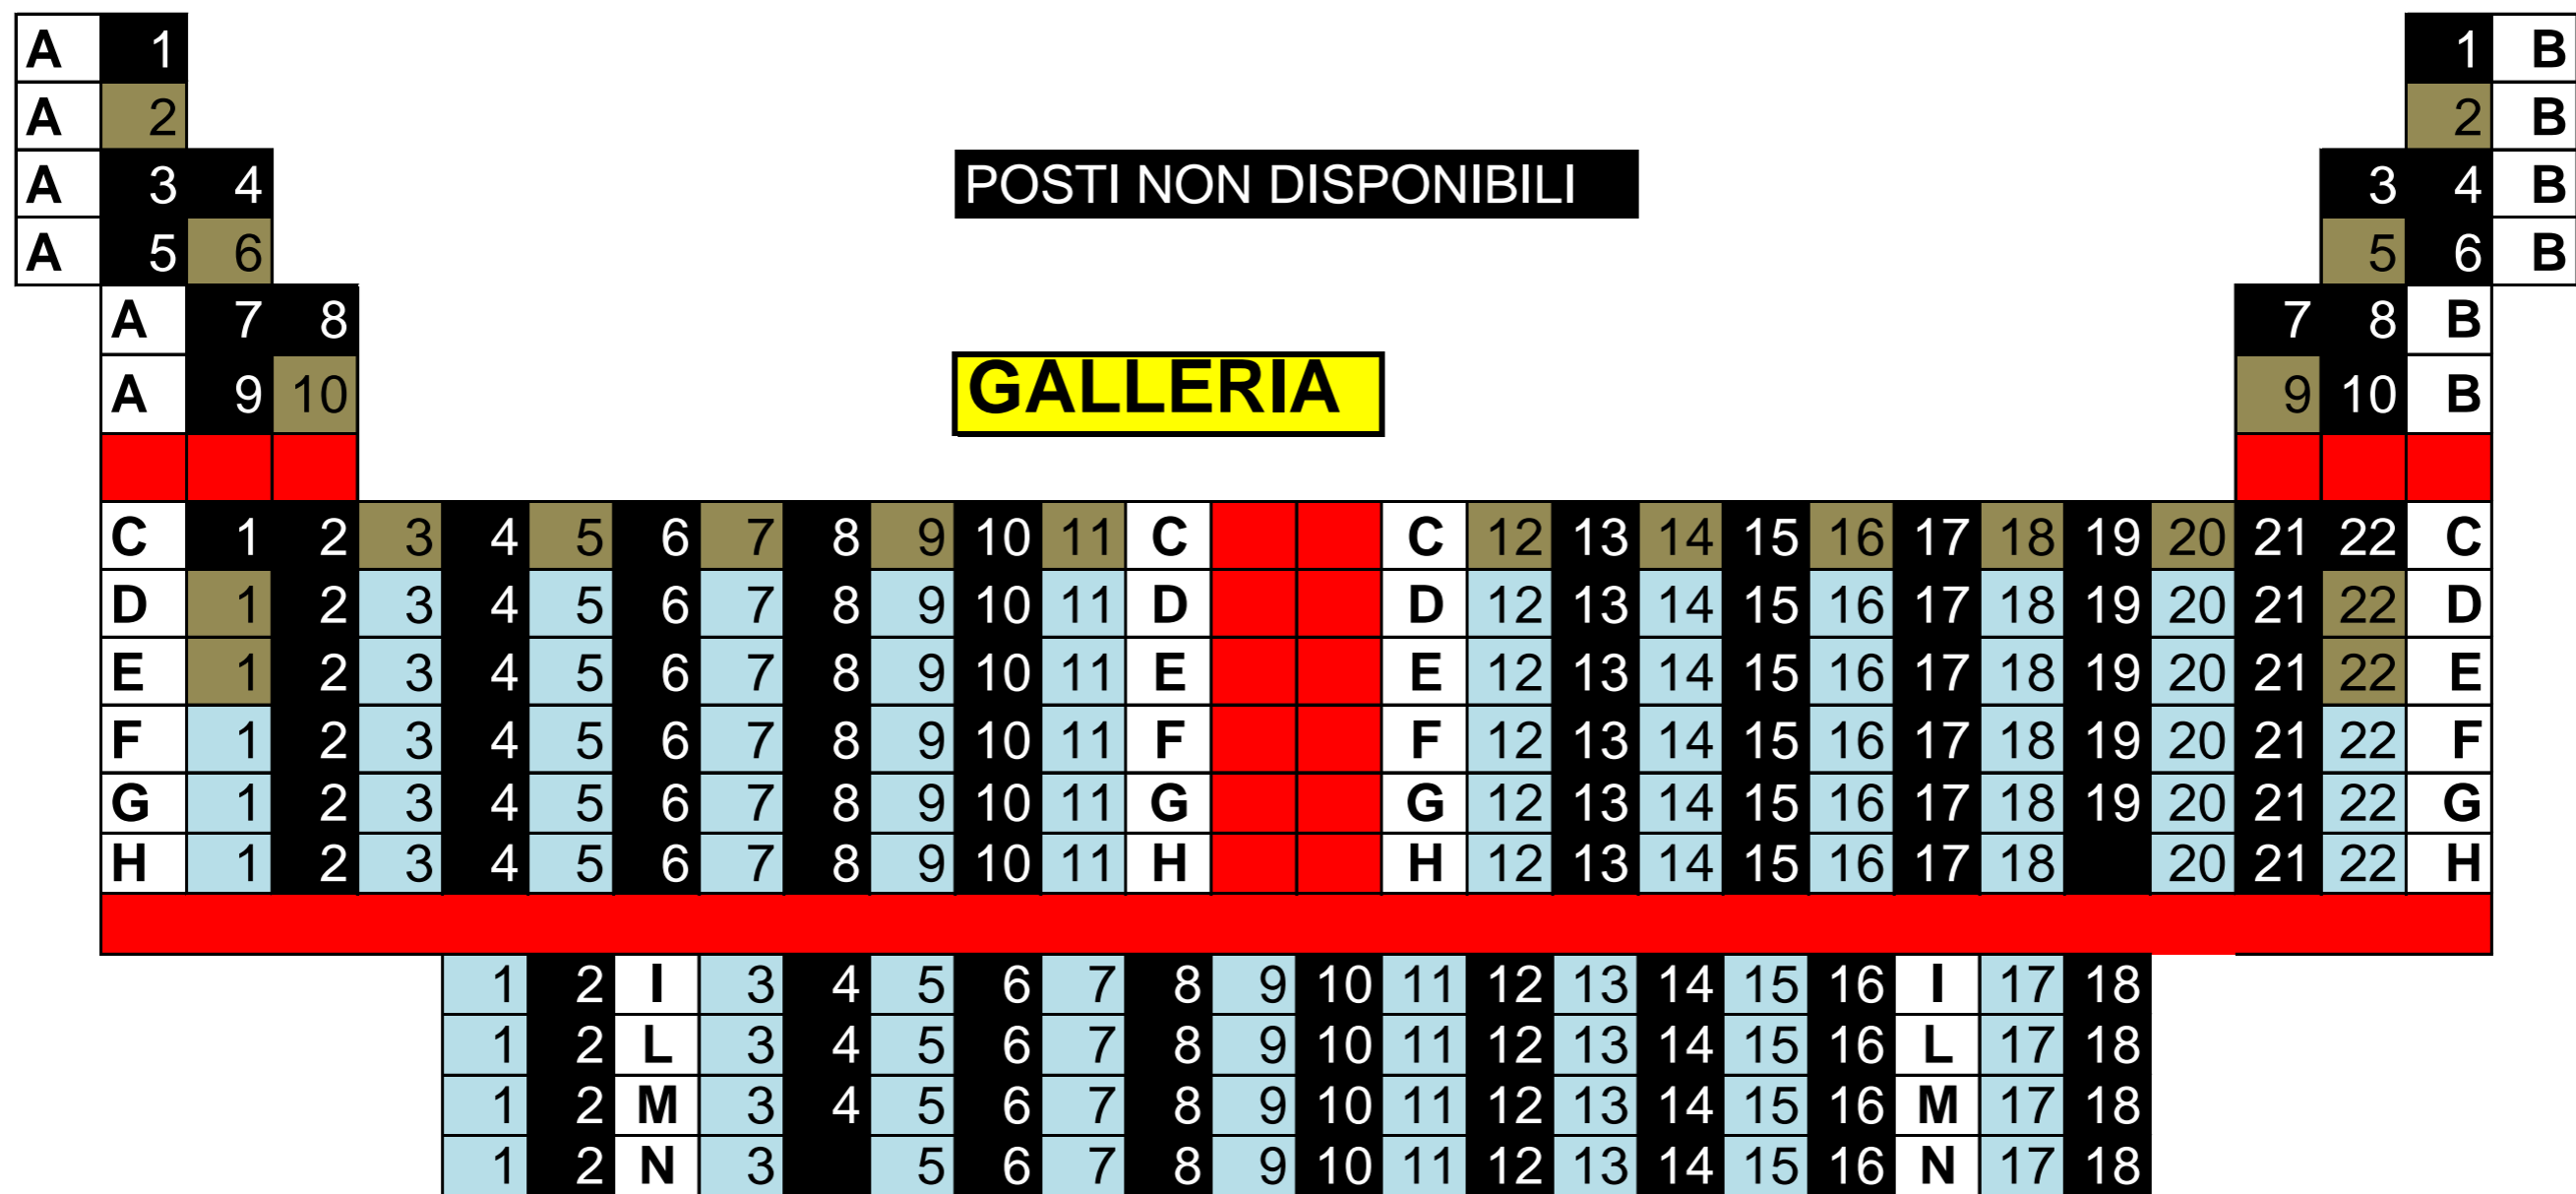 A 1 1 B
A 2 2 B
A 3 4 POSTI NON DISPONIBILI 3 4 B
A 5 6 5 6 B
A 7 8 7 8 B
A 9 10 GALLERIA 9 10 B
C 1 2 3 4 5 6 7 8 9 10 11 C C 12 13 14 15 16 17 18 19 20 21 22 C
D 1 2 3 4 5 6 7 8 9 10 11 D D 12 13 14 15 16 17 18 19 20 21 22 D
E 1 2 3 4 5 6 7 8 9 10 11 E E 12 13 14 15 16 17 18 19 20 21 22 E
F 1 2 3 4 5 6 7 8 9 10 11 F F 12 13 14 15 16 17 18 19 20 21 22 F
G 1 2 3 4 5 6 7 8 9 10 11 G G 12 13 14 15 16 17 18 19 20 21 22 G
H 1 2 3 4 5 6 7 8 9 10 11 H H 12 13 14 15 16 17 18 20 21 22 H
1 2 I 3 4 5 6 7 8 9 10 11 12 13 14 15 16 I 17 18
1 2 L 3 4 5 6 7 8 9 10 11 12 13 14 15 16 L 17 18
1 2 M 3 4 5 6 7 8 9 10 11 12 13 14 15 16 M 17 18
1 2 N 3 5 6 7 8 9 10 11 12 13 14 15 16 N 17 18